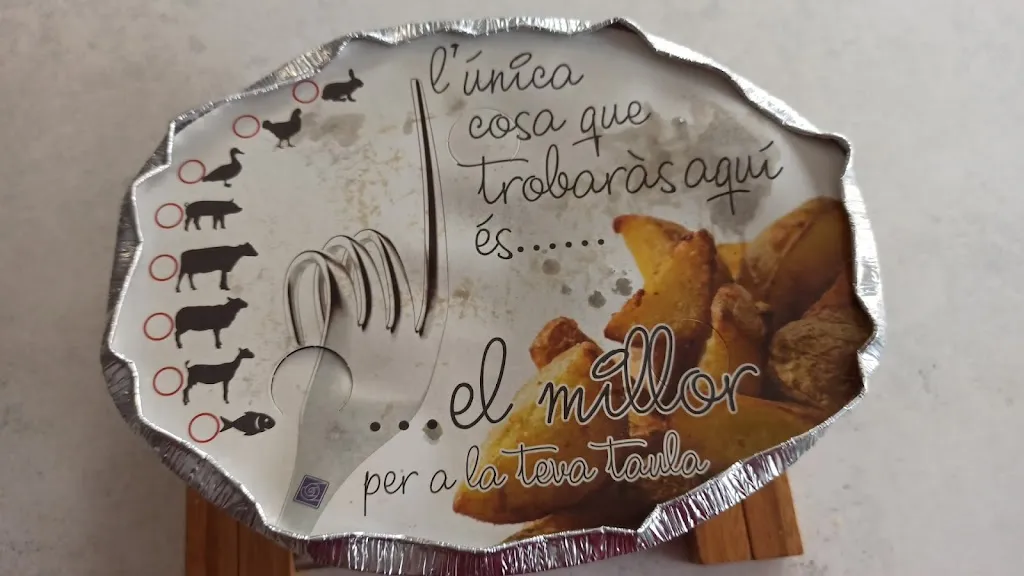 l'única
cosa que
trobaràs aquí
és......
....el millor
per a la teva taula